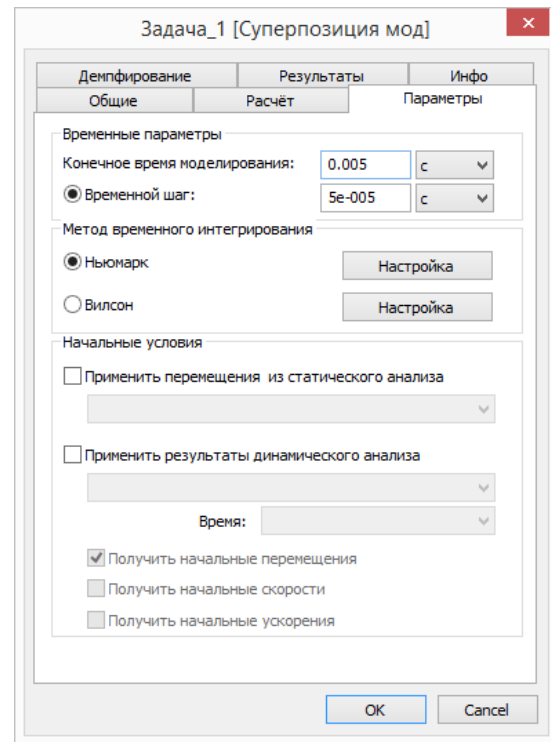 Задача_1 [Суперпозиция мод]
Демпфирование Результаты Инфо
Общие Расчёт Параметры
Временные параметры
Конечное время моделирования: 0.005 с
Временной шаг: 5e-005 с
Метод временного интегрирования
Ньюмарк Настройка
Вилсон Настройка
Начальные условия
Применить перемещения из статического анализа
Применить результаты динамического анализа
Время:
Получить начальные перемещения
Получить начальные скорости
Получить начальные ускорения
OK Cancel